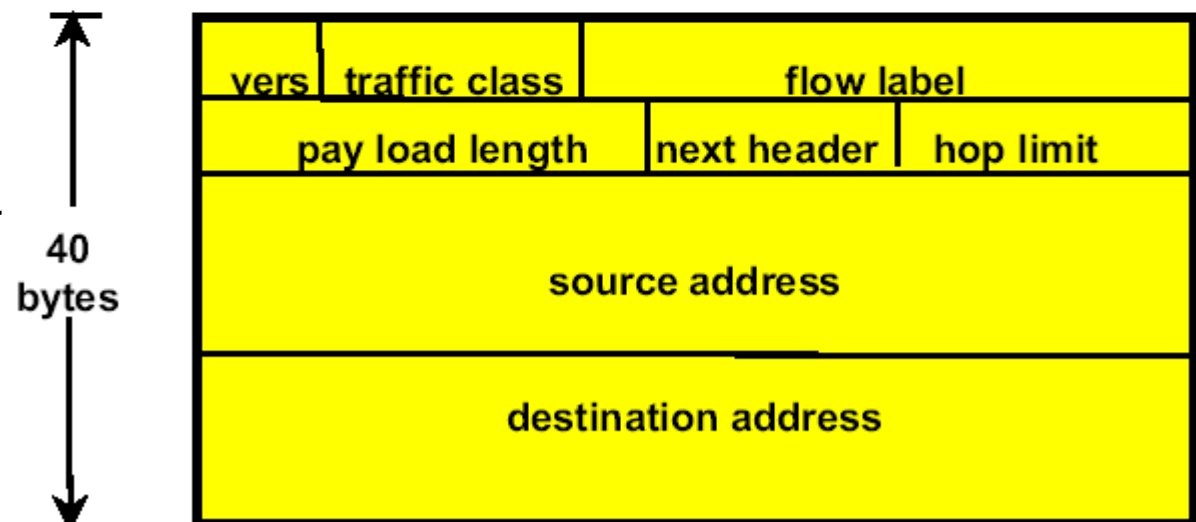 vers traffic class flow label
pay load length next header hop limit
40
bytes
source address
destination address